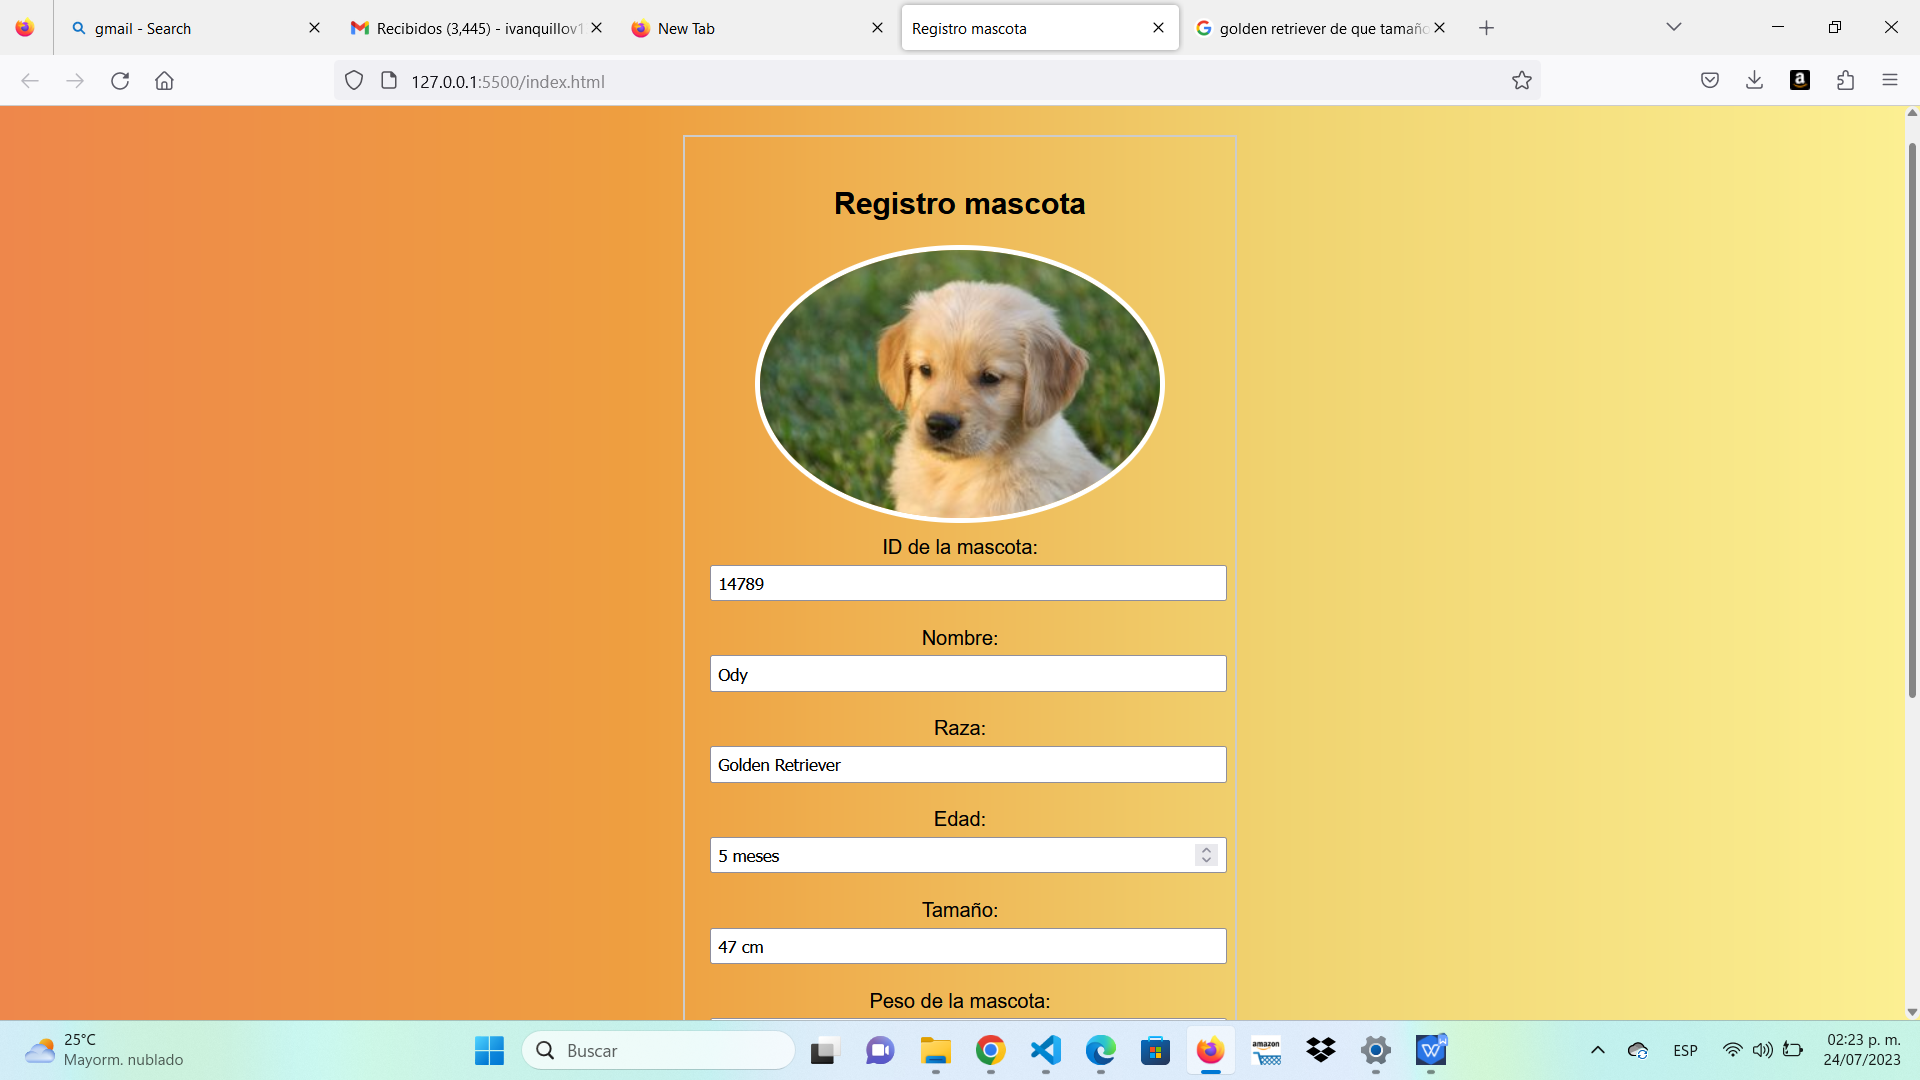 gmail - Search
Recibidos (3,445) - ivanquillov1
New Tab
Registro mascota
golden retriever de que tamaño
127.0.0.1:5500/index.html
Registro mascota
ID de la mascota:
14789
Nombre:
Ody
Raza:
Golden Retriever
Edad:
5 meses
Tamaño:
47 cm
Peso de la mascota:
25°C
Mayorm. nublado
Buscar
amazon
ESP
02:23 p. m.
24/07/2023